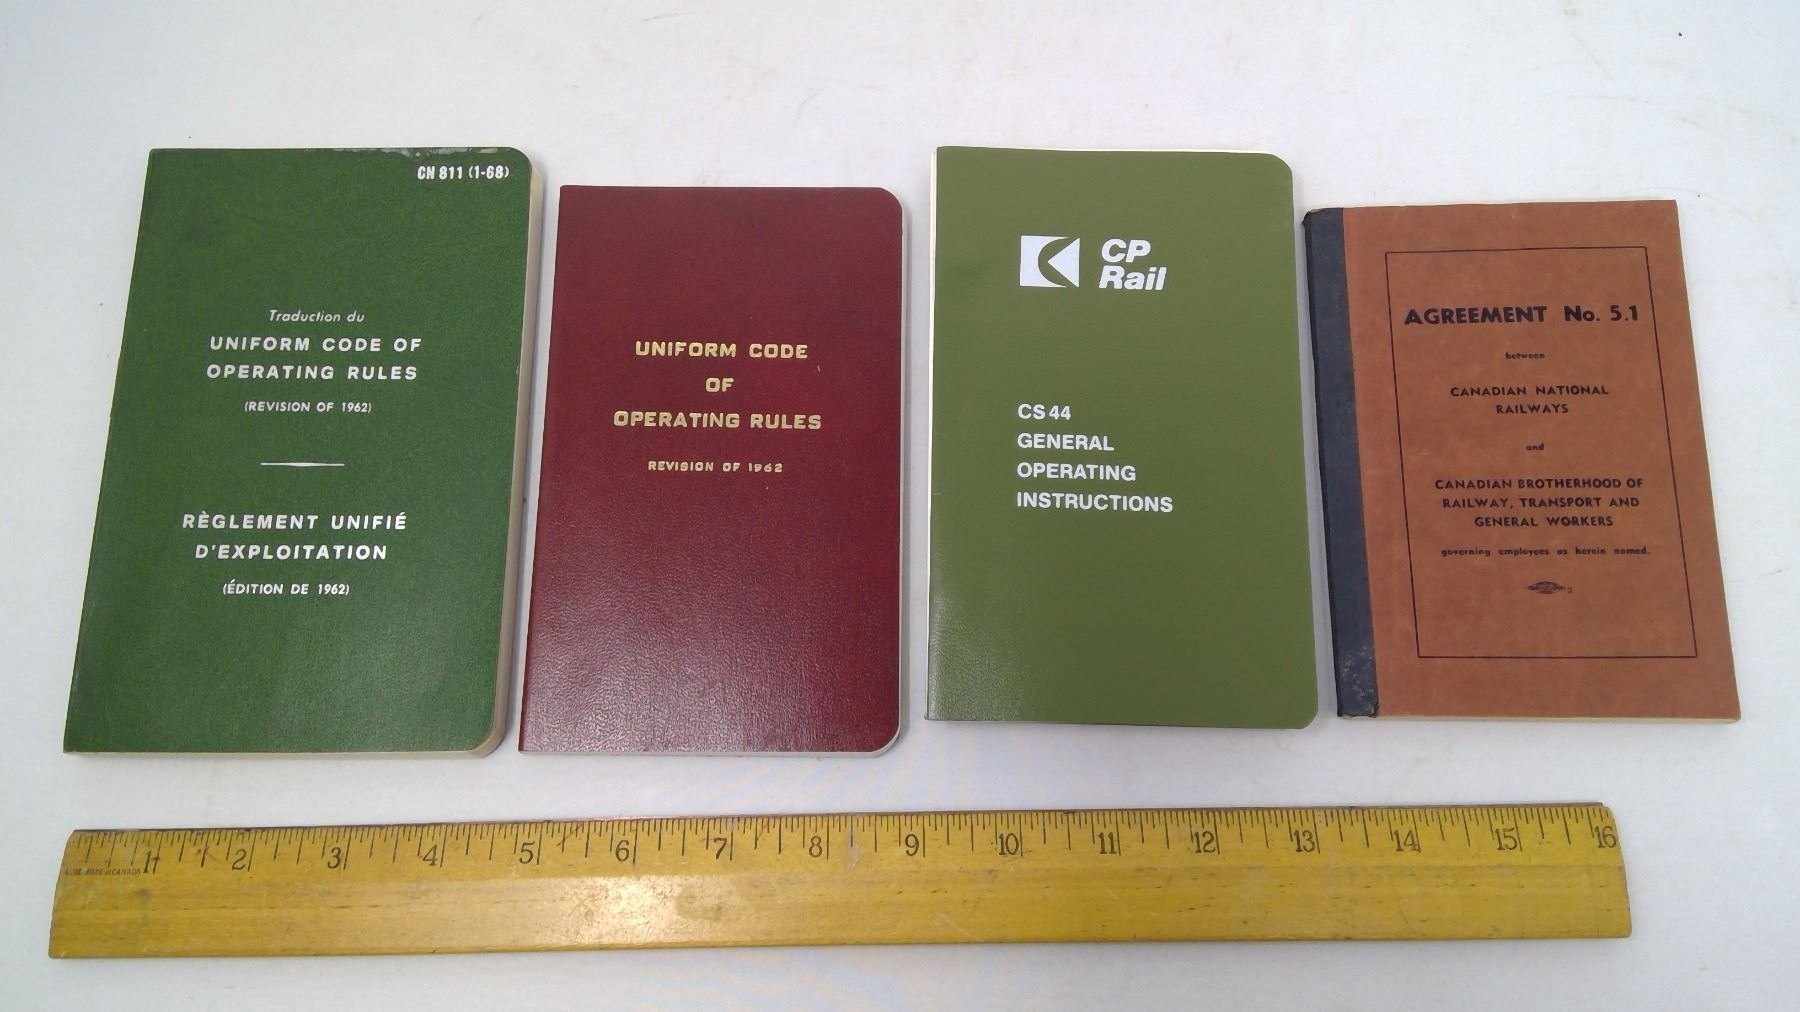 CN 811 (1-68)
Traduction du
UNIFORM CODE OF
OPERATING RULES
(REVISION OF 1962)
RÈGLEMENT UNIFIÉ
D'EXPLOITATION
(ÉDITION DE 1962)
UNIFORM CODE
OF
OPERATING RULES
REVISION OF 1962
CP
Rail
CS 44
GENERAL
OPERATING
INSTRUCTIONS
AGREEMENT No. 5.1
between
CANADIAN NATIONAL
RAILWAYS
and
CANADIAN BROTHERHOOD OF
RAILWAY, TRANSPORT AND
GENERAL WORKERS
governing employees as herein named.
1 2 3 4 5 6 7 8 9 10 11 12 13 14 15 16
MADE IN CANADA